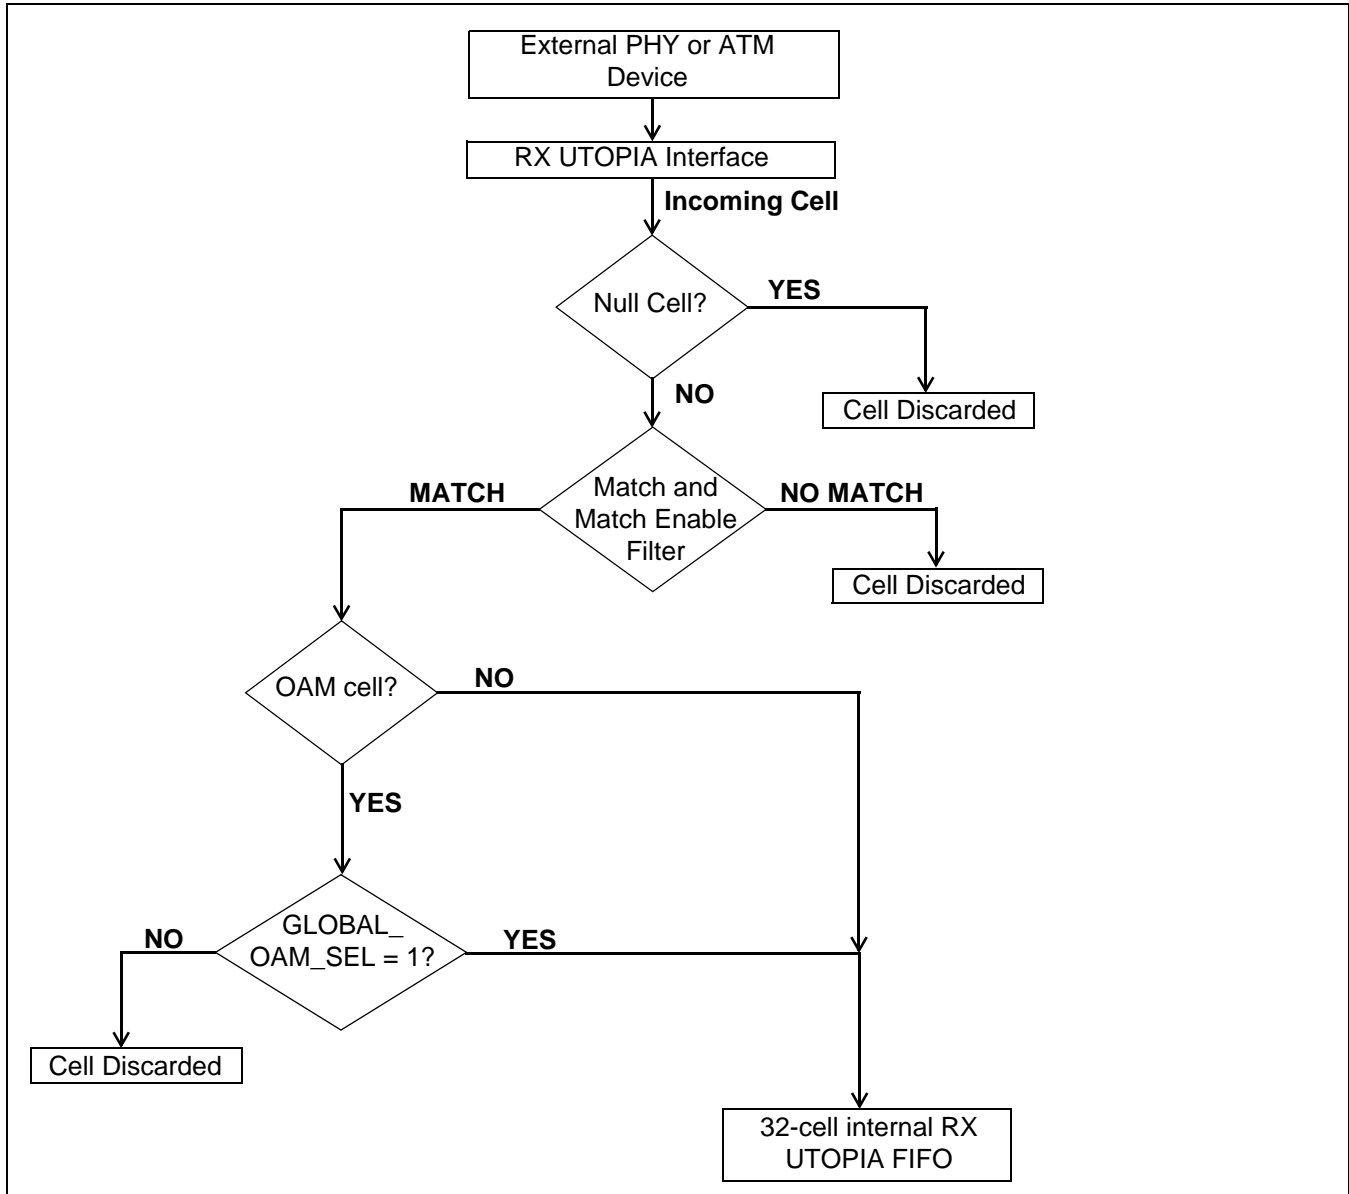 External PHY or ATM
Device
RX UTOPIA Interface
Incoming Cell
Null Cell?
YES
Cell Discarded
NO
MATCH
Match and
Match Enable
Filter
NO MATCH
Cell Discarded
OAM cell?
NO
YES
GLOBAL_
OAM_SEL = 1?
NO
YES
Cell Discarded
32-cell internal RX
UTOPIA FIFO